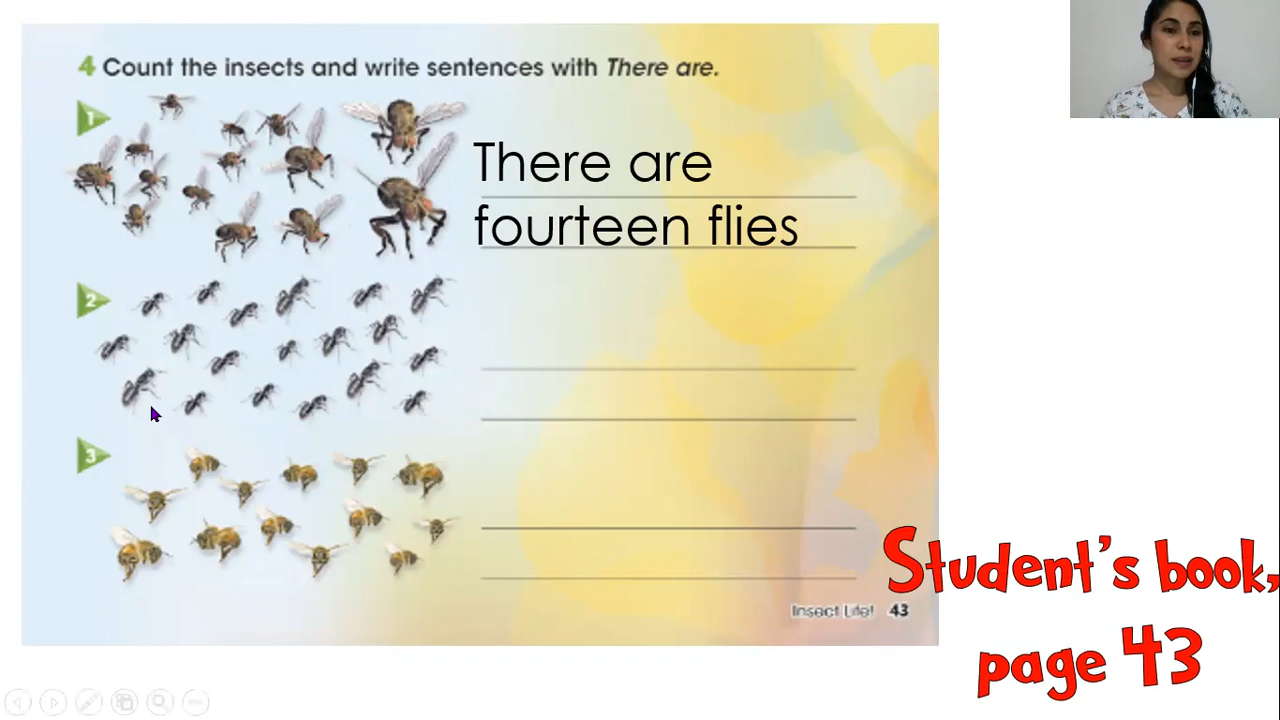 4 Count the insects and write sentences with There are.
1
There are
fourteen flies
2
3
Insect Life! 43
Student's book,
page 43